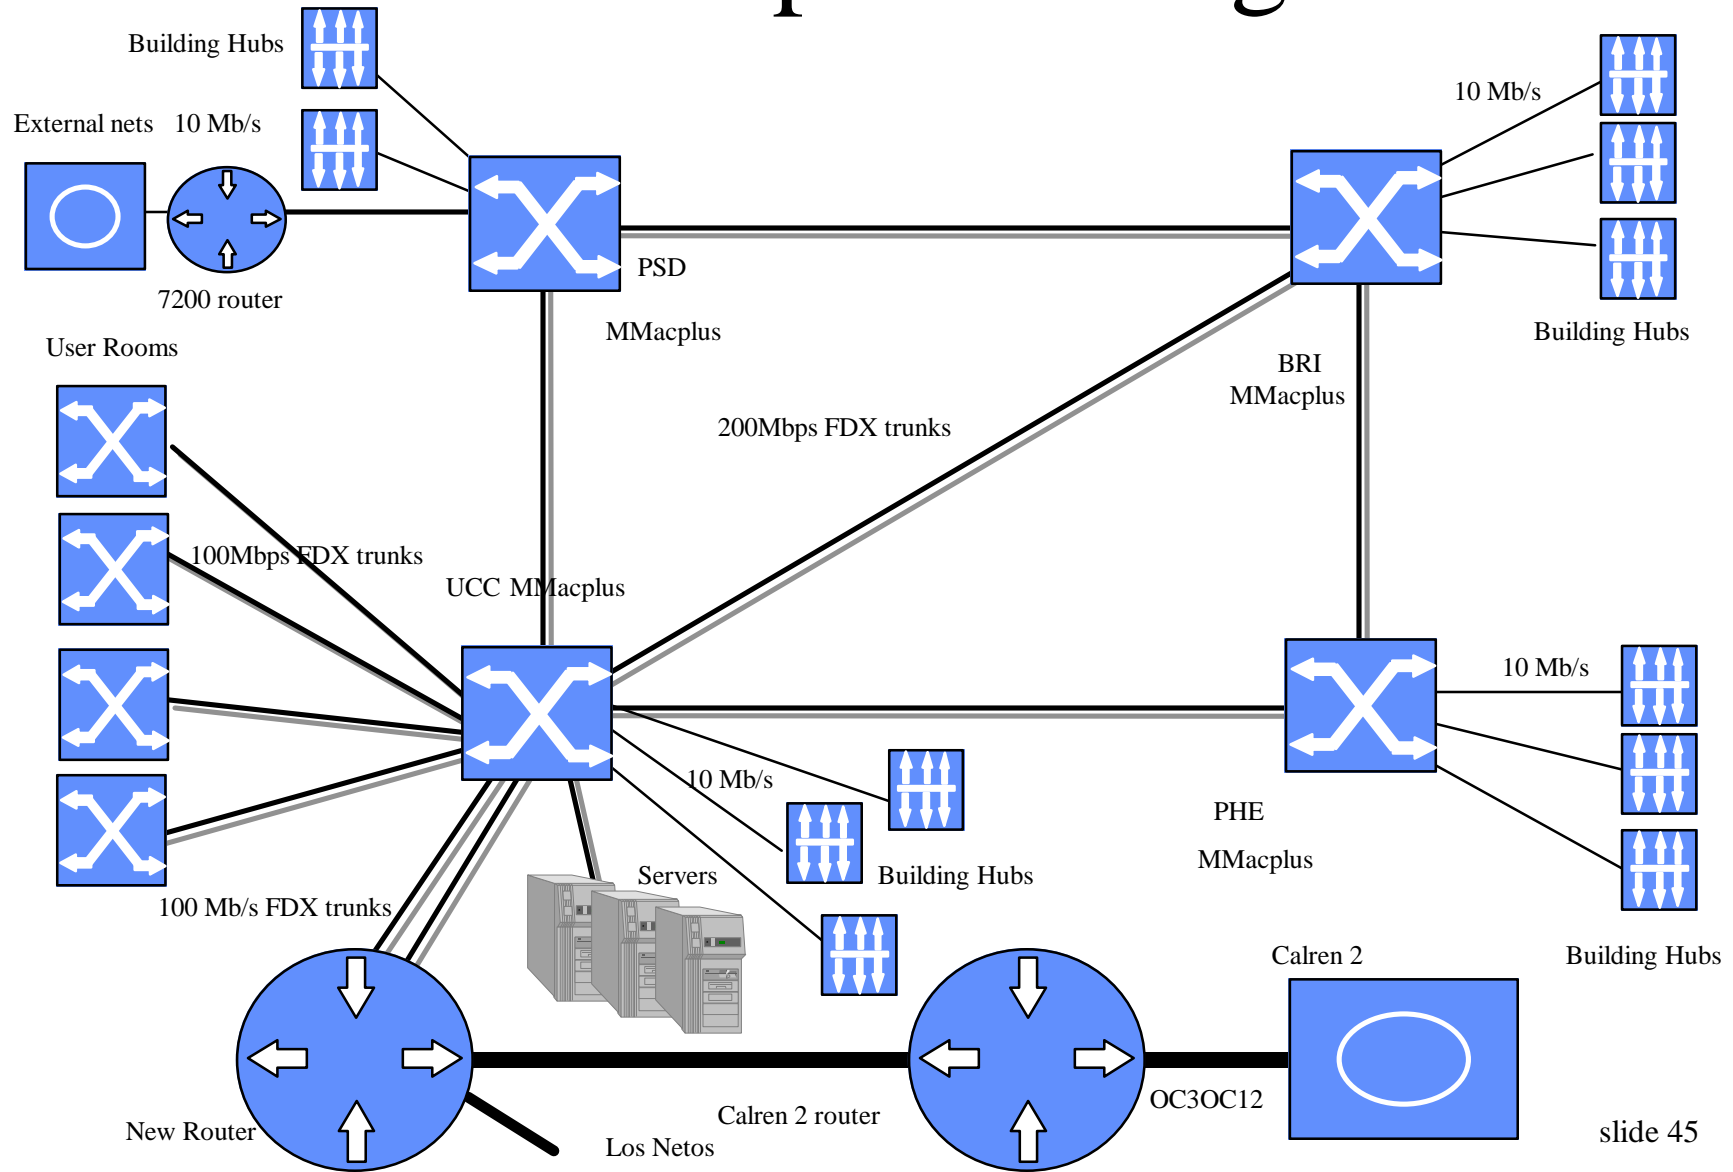 Building Hubs
10 Mb/s
External nets
10 Mb/s
PSD
7200 router
MMacplus
Building Hubs
User Rooms
BRI
MMacplus
200Mbps FDX trunks
100Mbps FDX trunks
UCC MMacplus
10 Mb/s
10 Mb/s
PHE
MMacplus
Servers
Building Hubs
100 Mb/s FDX trunks
Calren 2
Building Hubs
OC3OC12
Calren 2 router
New Router
Los Netos
slide 45